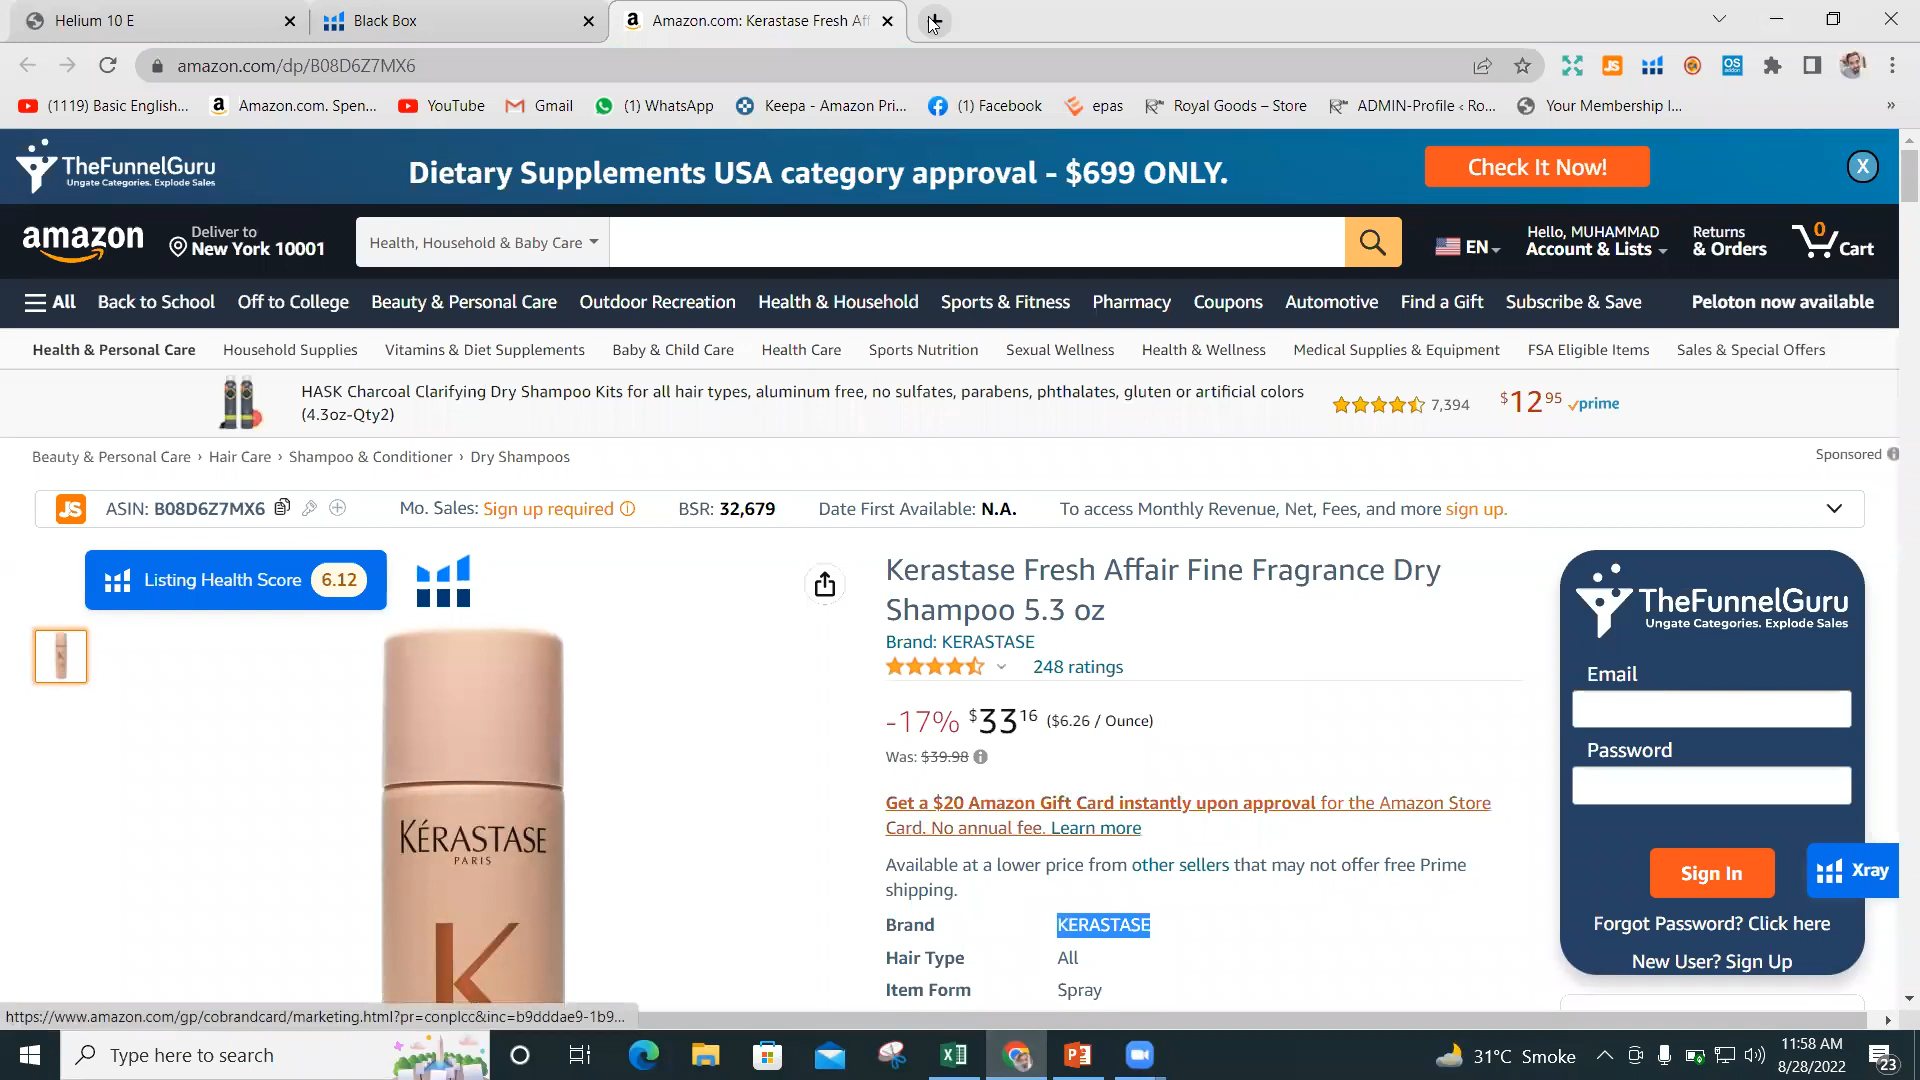 Helium 10 E
Black Box
Amazon.com: Kerastase Fresh Aff
amazon.com/dp/B08D6Z7MX6
JS
OS
(1119) Basic English...
Amazon.com. Spen...
YouTube
Gmail
(1) WhatsApp
Keepa - Amazon Pri...
(1) Facebook
epas
Royal Goods – Store
ADMIN-Profile ‹ Ro...
Your Membership I...
»
TheFunnelGuru
Ungate Categories. Explode Sales
Dietary Supplements USA category approval - $699 ONLY.
Check It Now!
X
amazon
Deliver to
New York 10001
Health, Household & Baby Care
EN
Hello, MUHAMMAD
Account & Lists
Returns
& Orders
0
Cart
All
Back to School
Off to College
Beauty & Personal Care
Outdoor Recreation
Health & Household
Sports & Fitness
Pharmacy
Coupons
Automotive
Find a Gift
Subscribe & Save
Peloton now available
Health & Personal Care
Household Supplies
Vitamins & Diet Supplements
Baby & Child Care
Health Care
Sports Nutrition
Sexual Wellness
Health & Wellness
Medical Supplies & Equipment
FSA Eligible Items
Sales & Special Offers
HASK Charcoal Clarifying Dry Shampoo Kits for all hair types, aluminum free, no sulfates, parabens, phthalates, gluten or artificial colors
(4.3oz-Qty2)
7,394
$12 95
prime
Beauty & Personal Care › Hair Care › Shampoo & Conditioner › Dry Shampoos
Sponsored
JS
ASIN: B08D6Z7MX6
Mo. Sales: Sign up required
BSR: 32,679
Date First Available: N.A.
To access Monthly Revenue, Net, Fees, and more sign up.
Listing Health Score 6.12
KÉRASTASE
PARIS
K
Kerastase Fresh Affair Fine Fragrance Dry
Shampoo 5.3 oz
Brand: KERASTASE
248 ratings
-17% $33 16 ($6.26 / Ounce)
Was: $39.98
Get a $20 Amazon Gift Card instantly upon approval for the Amazon Store
Card. No annual fee. Learn more
Available at a lower price from other sellers that may not offer free Prime
shipping.
Brand KERASTASE
Hair Type All
Item Form Spray
TheFunnelGuru
Ungate Categories. Explode Sales
Email
Password
Sign In
Xray
Forgot Password? Click here
New User? Sign Up
https://www.amazon.com/gp/cobrandcard/marketing.html?pr=conplcc&inc=b9dddae9-1b9...
Type here to search
31°C Smoke
11:58 AM
8/28/2022
23